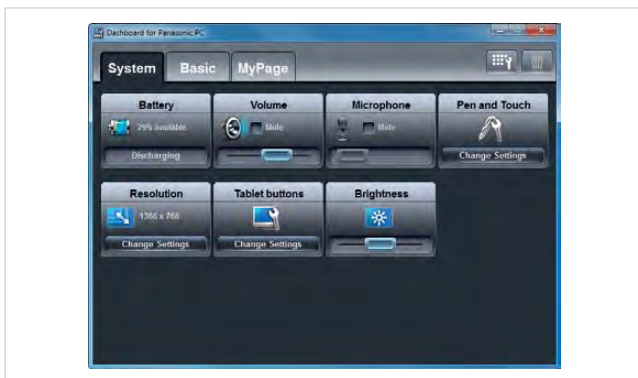 Dashboard for Panasonic PC
System Basic MyPage
Battery Volume Microphone Pen and Touch
29% available Mute Mute
Discharging Change Settings
Resolution Tablet buttons Brightness
1366 x 768
Change Settings Change Settings